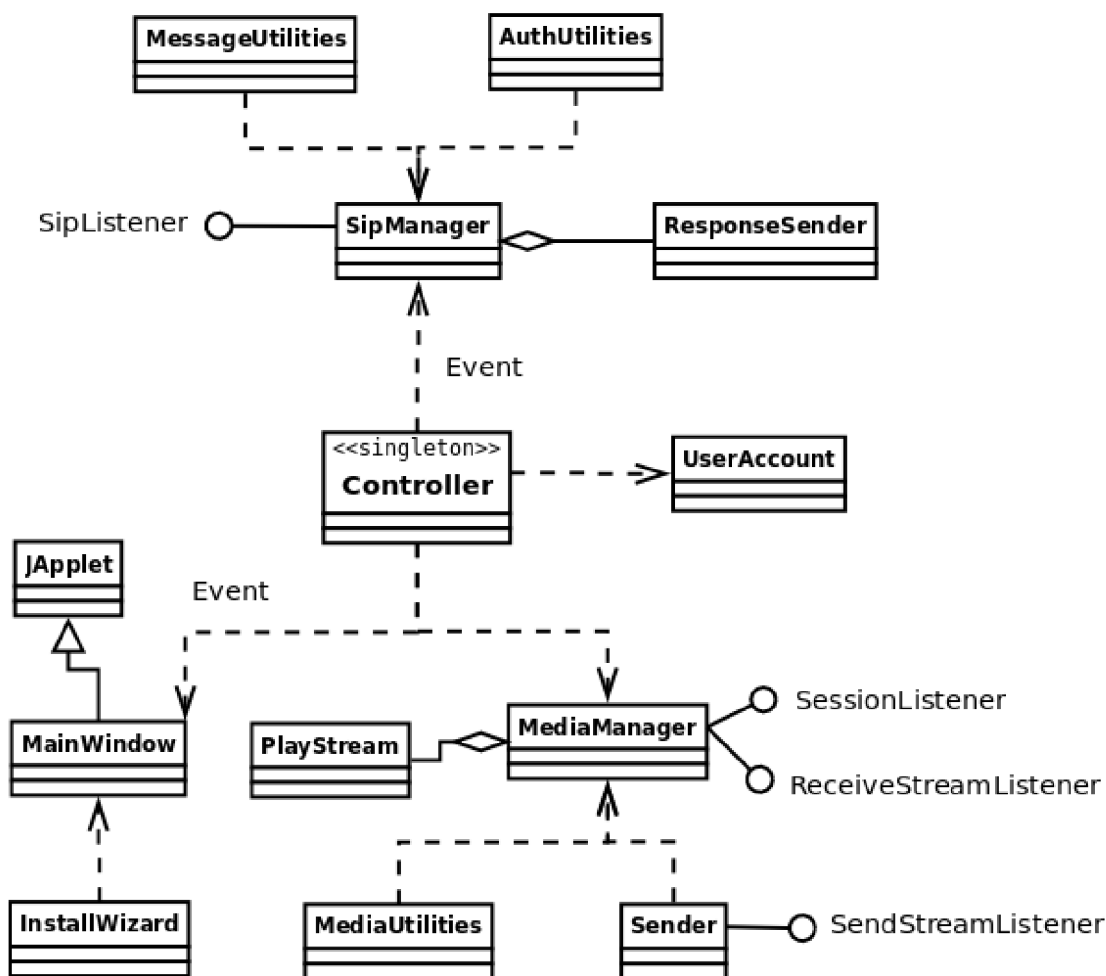 MessageUtilities
AuthUtilities
SipListener
SipManager
ResponseSender
Event
<<singleton>>
Controller
UserAccount
JApplet
Event
MainWindow
PlayStream
MediaManager
SessionListener
ReceiveStreamListener
InstallWizard
MediaUtilities
Sender
SendStreamListener